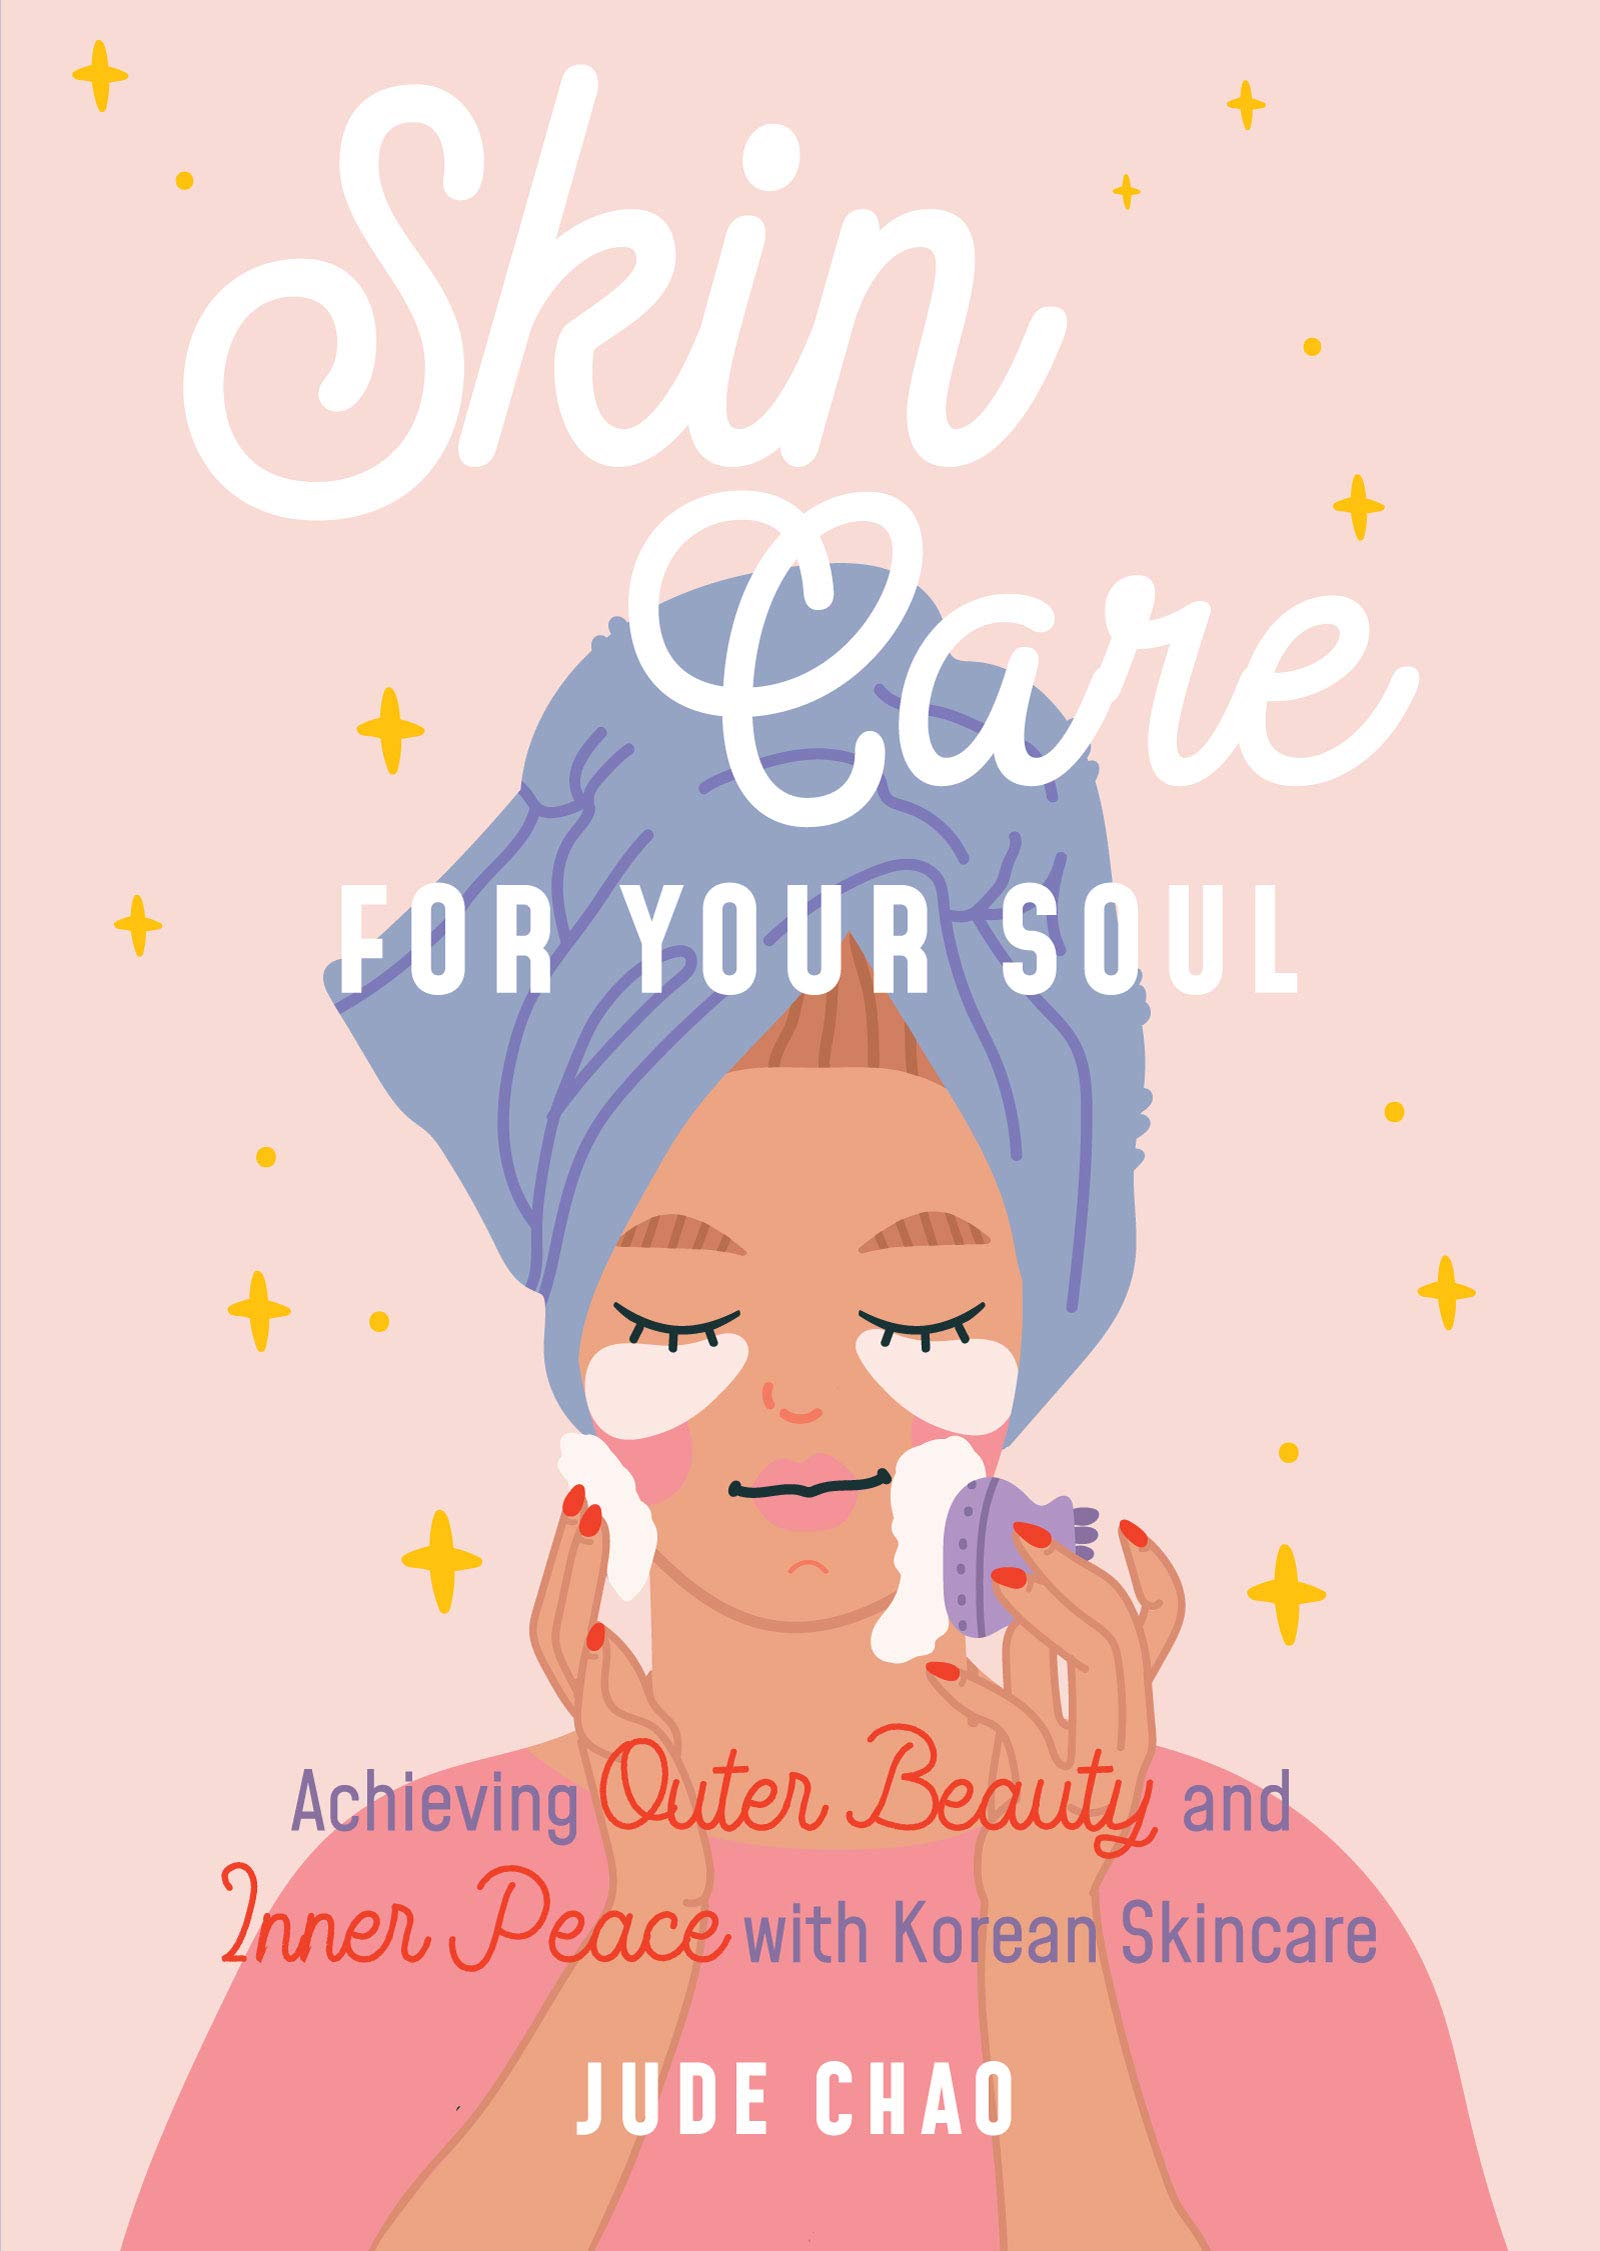 Skin
Care
FOR YOUR SOUL
Achieving Outer Beauty and
Inner Peace with Korean Skincare
JUDE CHAO